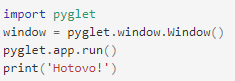 import pyglet
window = pyglet.window.Window()
pyglet.app.run()
print('Hotovo!')